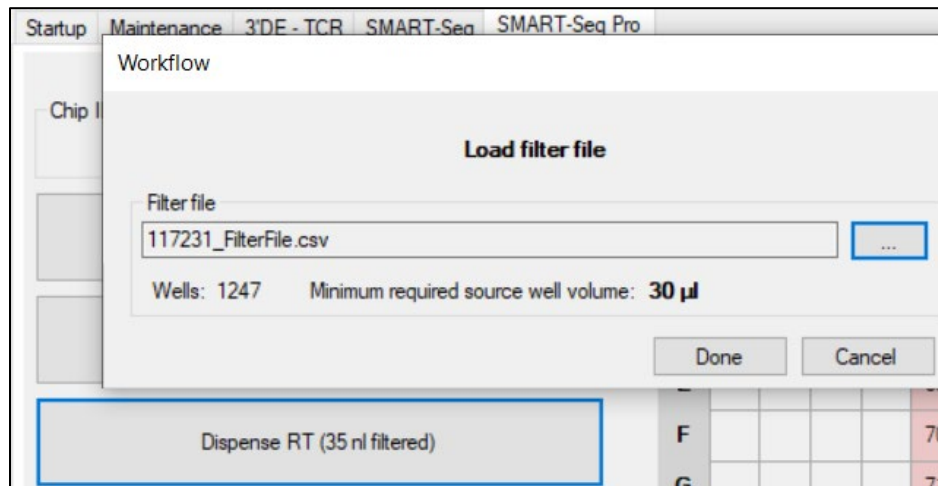 Startup Maintenance 3'DE - TCR SMART-Seq SMART-Seq Pro
Workflow
Chip
Load filter file
Filter file
117231_FilterFile.csv
...
Wells: 1247 Minimum required source well volume: 30 µl
Done Cancel
Dispense RT (35 nl filtered)
F
G